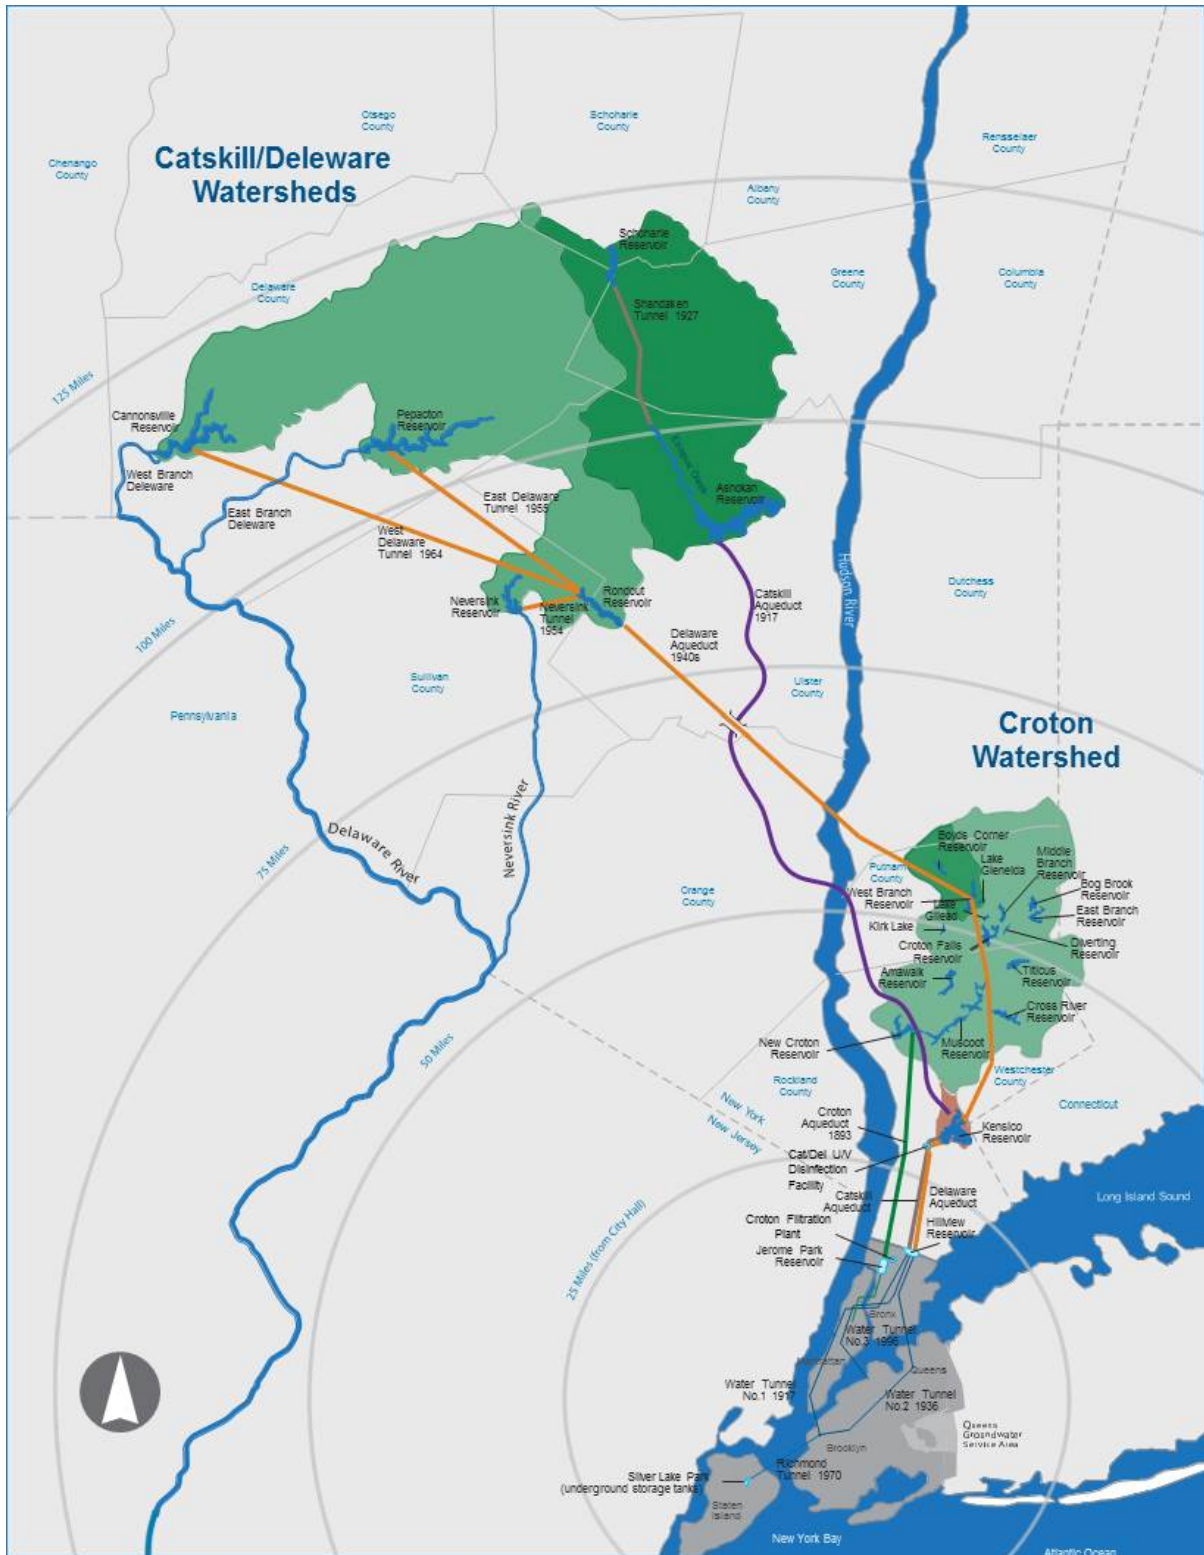 Otsego
County
Schoharie
County
Rensselaer
County
Chenango
County
Catskill/Deleware
Watersheds
Albany
County
Schoharie
Reservoir
Delaware
County
Greene
County
Columbia
County
Shandaken
Tunnel 1927
125 Miles
Cannonsville
Reservoir
Pepacton
Reservoir
West Branch
Deleware
East Branch
Deleware
East Delaware
Tunnel 1955
Esopus Creek
Ashokan
Reservoir
West
Delaware
Tunnel 1964
Hudson River
Neversink
Reservoir
Neversink
Tunnel
1954
Rondout
Reservoir
Catskill
Aqueduct
1917
Dutchess
County
100 Miles
Delaware
Aqueduct
1940s
Sullivan
County
Ulster
County
Pennsylvania
Croton
Watershed
Neversink River
Delaware River
75 Miles
Boyds Corner
Reservoir
Middle
Branch
Reservoir
Putnam
County
Lake
Gleneida
Orange
County
West Branch
Reservoir
Bog Brook
Reservoir
Lake
Gilead
East Branch
Reservoir
Kirk Lake
Croton Falls
Reservoir
Diverting
Reservoir
Amawalk
Reservoir
Titicus
Reservoir
Cross River
Reservoir
50 Miles
New Croton
Reservoir
Muscoot
Reservoir
Rockland
County
Westchester
County
New York
New Jersey
Connecticut
Croton
Aqueduct
1893
Kensico
Reservoir
Cat/Del U/V
Disinfection
Facility
Catskill
Aqueduct
Delaware
Aqueduct
Long Island Sound
25 Miles (from City Hall)
Croton Filtration
Plant
Hillview
Reservoir
Jerome Park
Reservoir
Bronx
Water Tunnel
No.3 1996
Manhattan
Queens
Water Tunnel
No.1 1917
Water Tunnel
No.2 1936
Queens
Groundwater
Service Area
Brooklyn
Richmond
Tunnel 1970
Silver Lake Park
(underground storage tanks)
Staten
Island
New York Bay
Atlantic Ocean